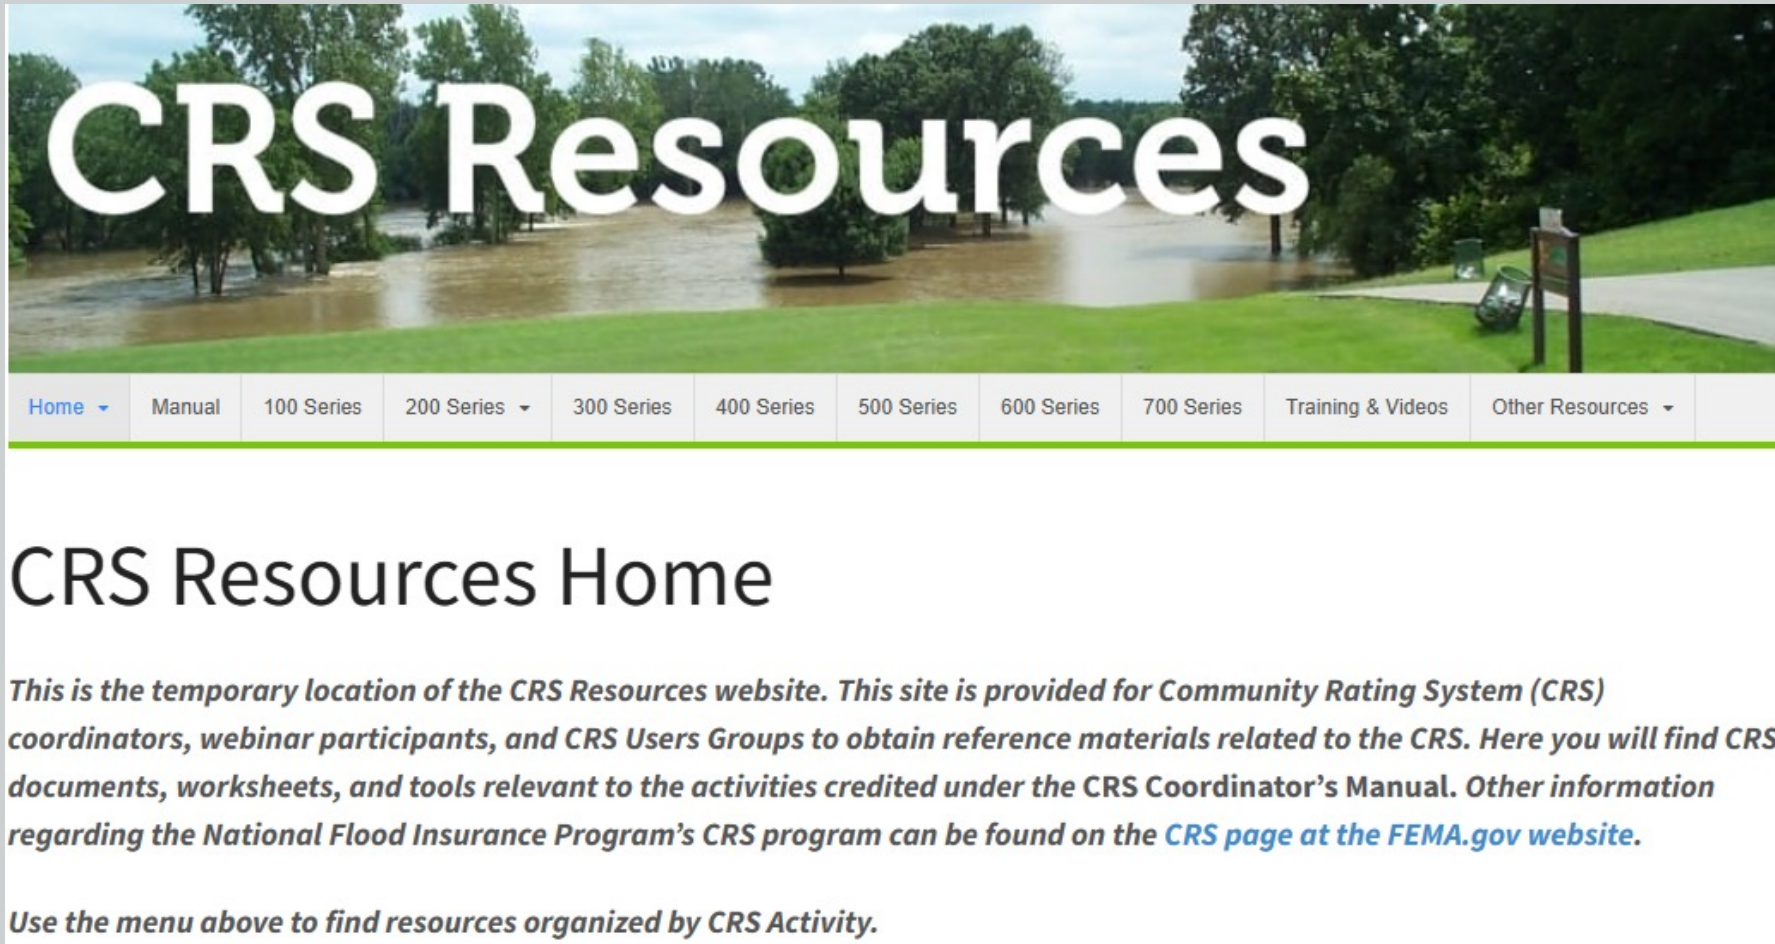 CRS Resources
Home
Manual
100 Series
200 Series
300 Series
400 Series
500 Series
600 Series
700 Series
Training & Videos
Other Resources
CRS Resources Home
This is the temporary location of the CRS Resources website. This site is provided for Community Rating System (CRS)
coordinators, webinar participants, and CRS Users Groups to obtain reference materials related to the CRS. Here you will find CRS
documents, worksheets, and tools relevant to the activities credited under the CRS Coordinator’s Manual. Other information
regarding the National Flood Insurance Program’s CRS program can be found on the CRS page at the FEMA.gov website.
Use the menu above to find resources organized by CRS Activity.